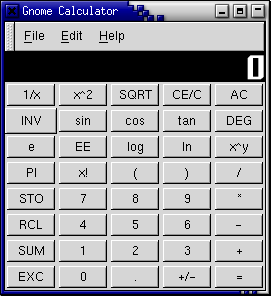 Gnome Calculator
File Edit Help
0
1/x x^2 SQRT CE/C AC
INV sin cos tan DEG
e EE log ln x^y
PI x! ( ) /
STO 7 8 9 *
RCL 4 5 6 -
SUM 1 2 3 +
EXC 0 . +/- =